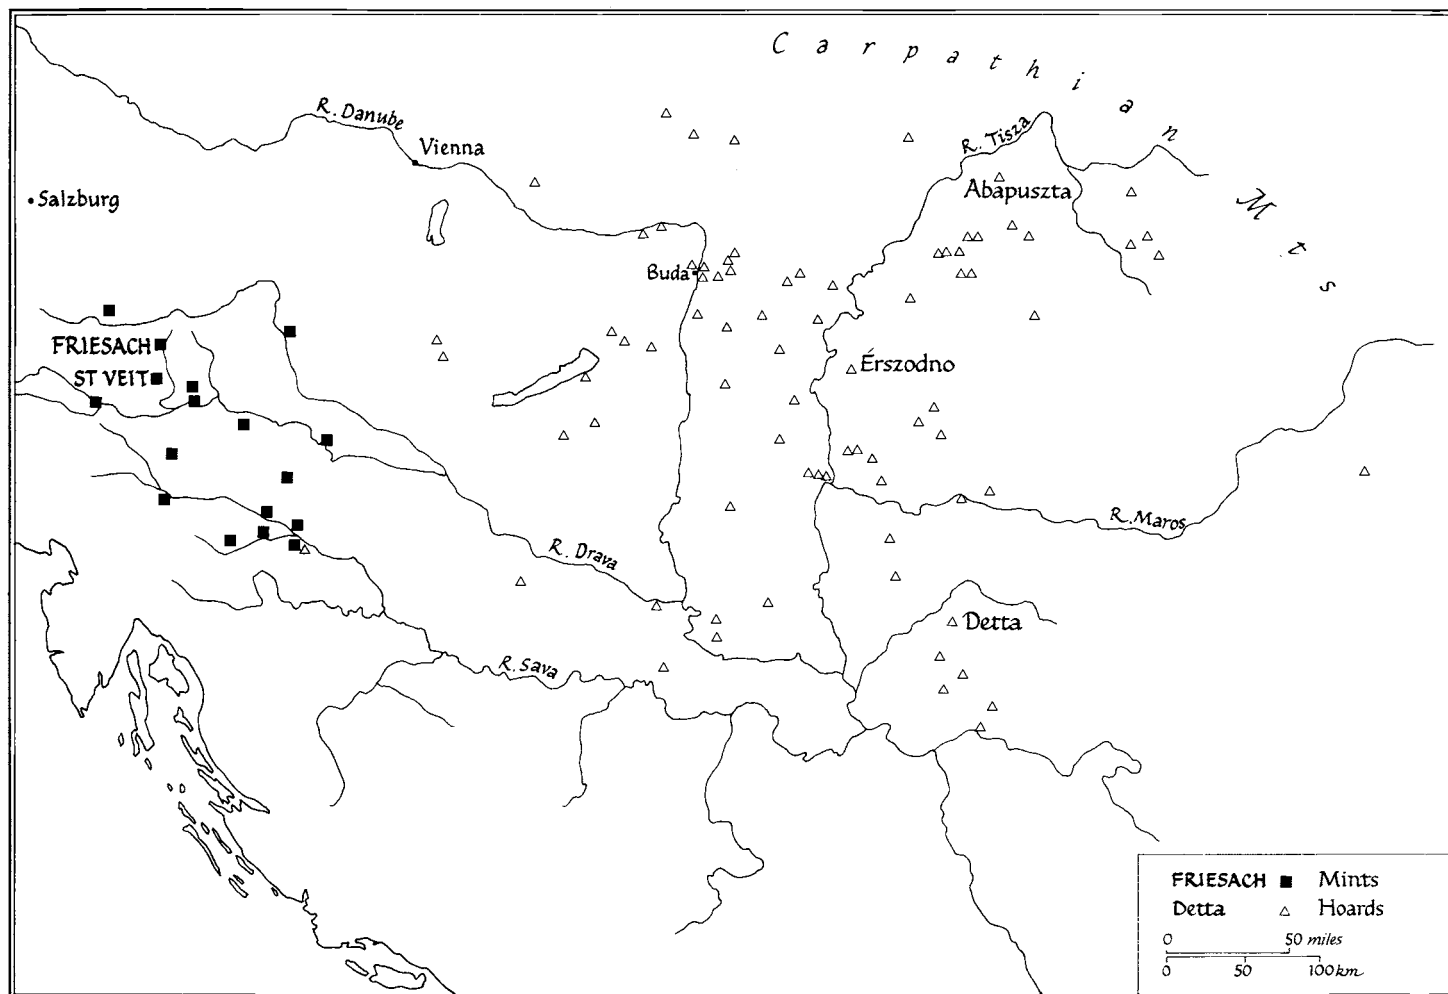 Carpathian Mts
R. Danube
Vienna
R. Tisza
Abapuszta
Salzburg
Buda
FRIESACH
ST VEIT
Érszodno
R. Maros
R. Drava
Detta
R. Sava
FRIESACH Mints
Detta Hoards
0 50 miles
0 50 100 km